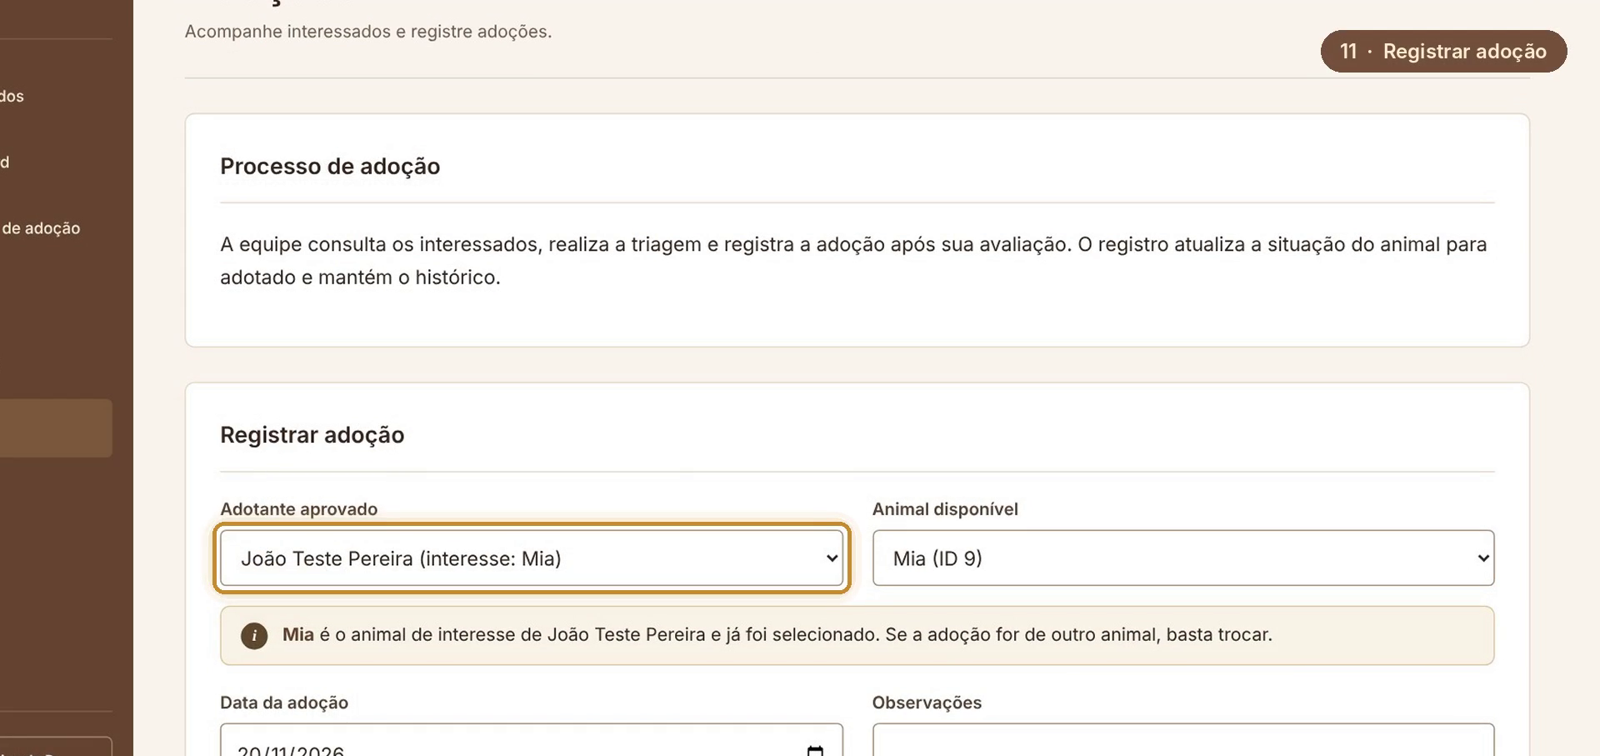 Acompanhe interessados e registre adoções.
11 · Registrar adoção
dos
d
de adoção
Processo de adoção
A equipe consulta os interessados, realiza a triagem e registra a adoção após sua avaliação. O registro atualiza a situação do animal para
adotado e mantém o histórico.
Registrar adoção
Adotante aprovado
Animal disponível
João Teste Pereira (interesse: Mia)
Mia (ID 9)
i Mia é o animal de interesse de João Teste Pereira e já foi selecionado. Se a adoção for de outro animal, basta trocar.
Data da adoção
Observações
20/11/2026